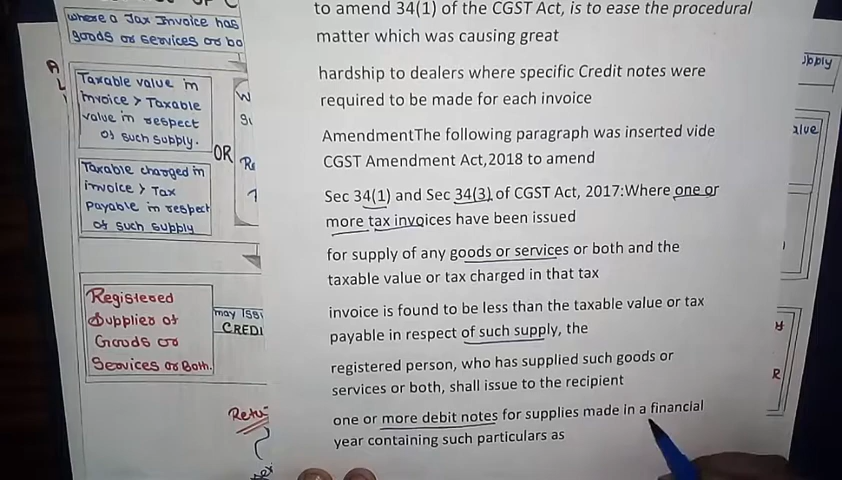 where a Tax Invoice has
goods or services or bo
Taxable value in
invoice > Taxable
value in respect
of such supply.
OR
Taxable charged in
invoice > Tax
payable in respect
of such supply
Registered
Supplier of
Goods or
Services or Both.
may issu
CREDI
Retu
to amend 34(1) of the CGST Act, is to ease the procedural
matter which was causing great
hardship to dealers where specific Credit notes were
required to be made for each invoice
AmendmentThe following paragraph was inserted vide
CGST Amendment Act,2018 to amend
Sec 34(1) and Sec 34(3) of CGST Act, 2017:Where one or
more tax invoices have been issued
for supply of any goods or services or both and the
taxable value or tax charged in that tax
invoice is found to be less than the taxable value or tax
payable in respect of such supply, the
registered person, who has supplied such goods or
services or both, shall issue to the recipient
one or more debit notes for supplies made in a financial
year containing such particulars as
upply
alue
R